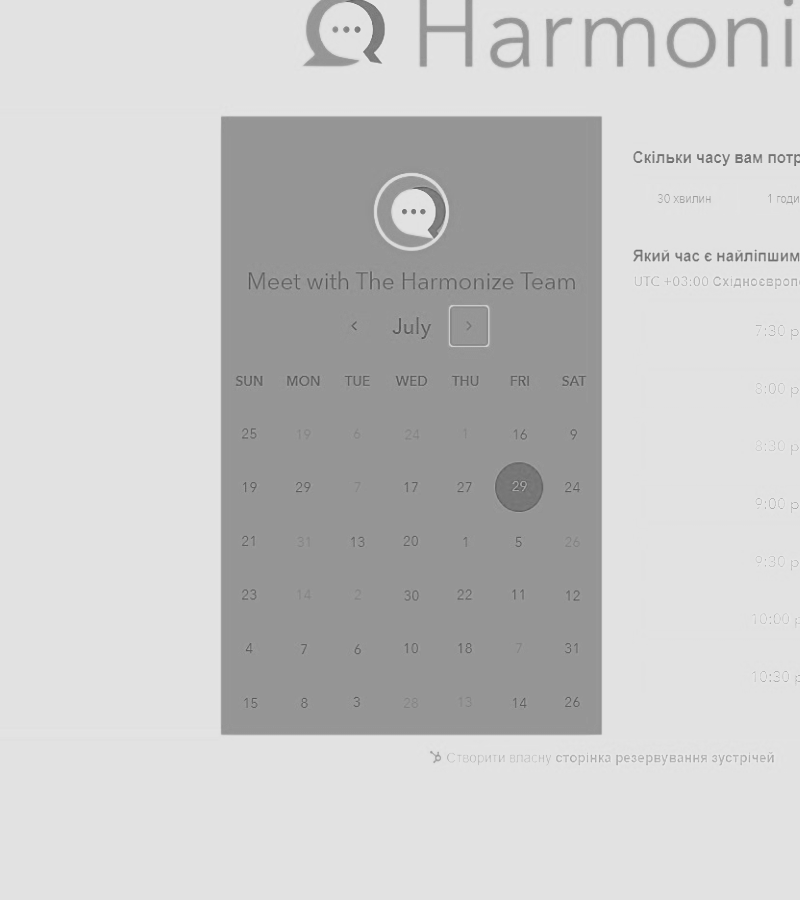 Harmoni
Meet with The Harmonize Team
July
SUN MON TUE WED THU FRI SAT
25 19 6 24 1 16 9
19 29 7 17 27 29 24
21 31 13 20 1 5 26
23 14 2 30 22 11 12
4 7 6 10 18 7 31
15 8 3 28 13 14 26
Скільки часу вам потр
30 хвилин 1 годи
Який час є найліпшим
UTC +03:00 Східноєвропе
7:30 p
8:00 p
8:30 p
9:00 p
9:30 p
10:00 p
10:30 p
Створити власну сторінка резервування зустрічей